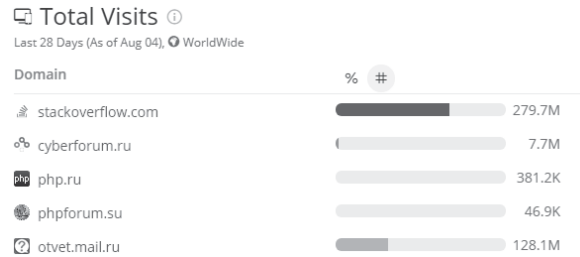 Total Visits
Last 28 Days (As of Aug 04), WorldWide
Domain % #
stackoverflow.com 279.7M
cyberforum.ru 7.7M
php php.ru 381.2K
phpforum.su 46.9K
? otvet.mail.ru 128.1M